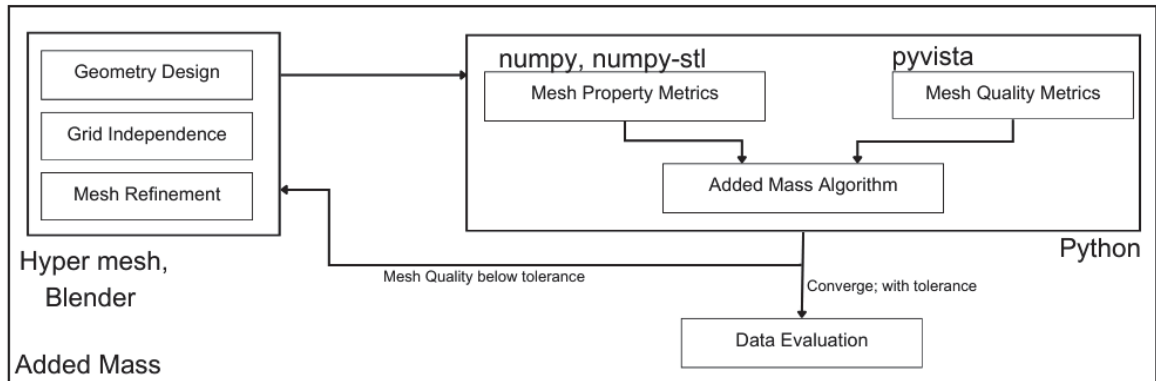 Geometry Design
Grid Independence
Mesh Refinement
Hyper mesh,
Blender
numpy, numpy-stl
Mesh Property Metrics
pyvista
Mesh Quality Metrics
Added Mass Algorithm
Python
Mesh Quality below tolerance
Converge; with tolerance
Data Evaluation
Added Mass